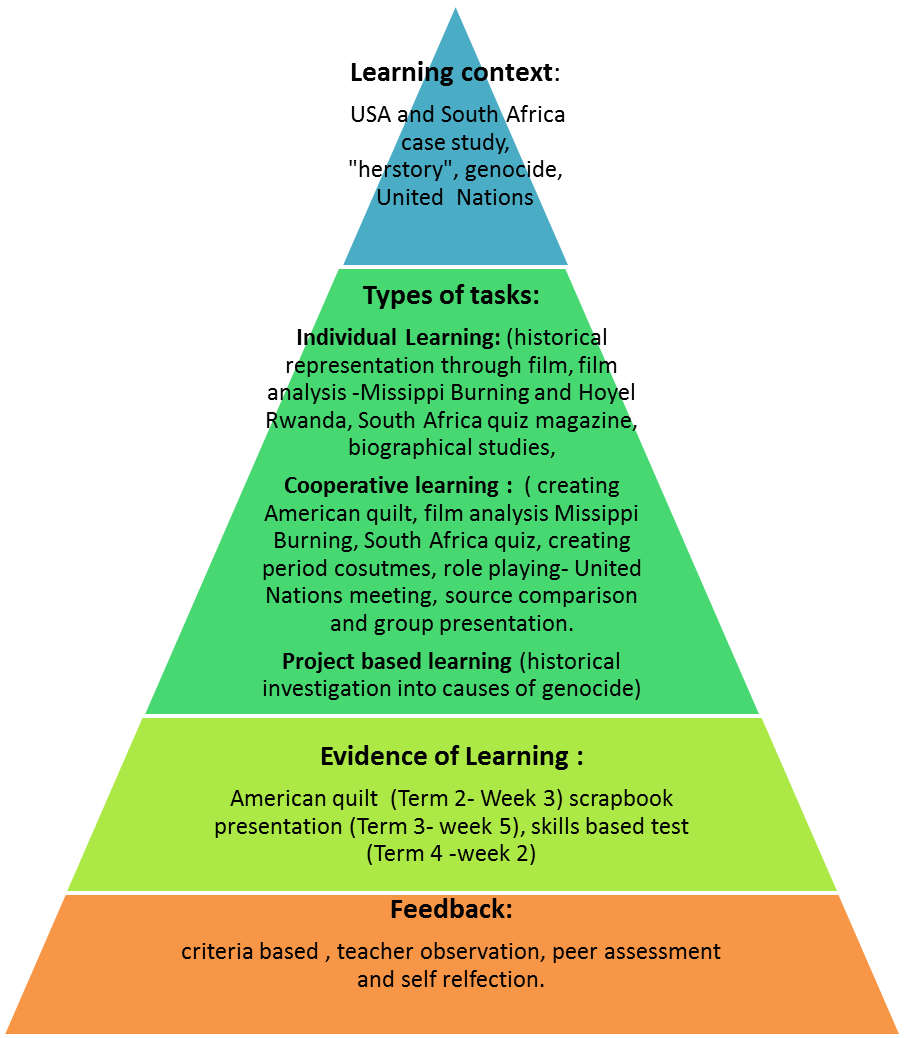 Learning context:
USA and South Africa
case study,
"herstory", genocide,
United Nations
Types of tasks:
Individual Learning: (historical
representation through film, film
analysis -Missippi Burning and Hoyel
Rwanda, South Africa quiz magazine,
biographical studies,
Cooperative learning : ( creating
American quilt, film analysis Missippi
Burning, South Africa quiz, creating
period cosutmes, role playing- United
Nations meeting, source comparison
and group presentation.
Project based learning (historical
investigation into causes of genocide)
Evidence of Learning :
American quilt (Term 2- Week 3) scrapbook
presentation (Term 3- week 5), skills based test
(Term 4 -week 2)
Feedback:
criteria based , teacher observation, peer assessment
and self relfection.